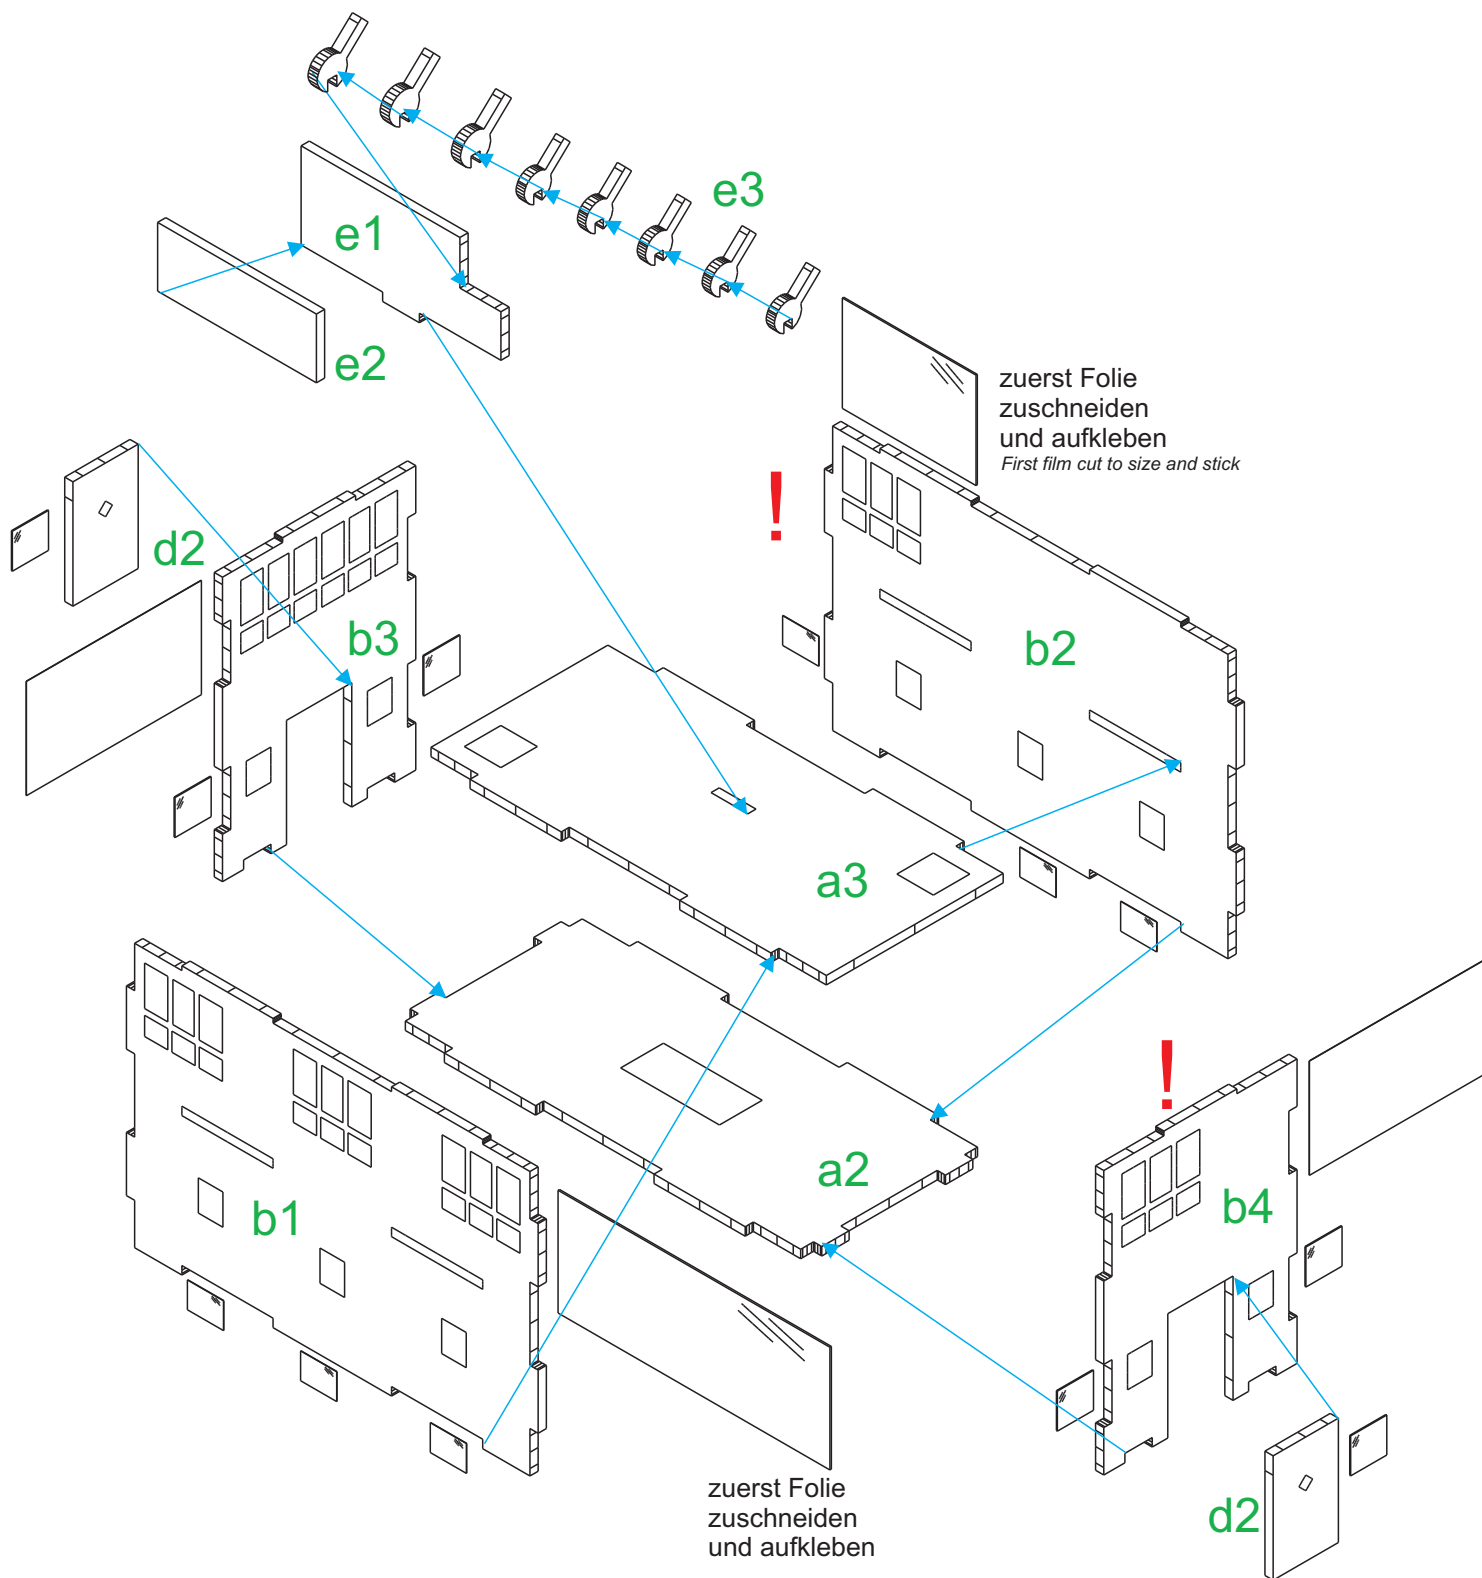 e3
e1
e2
zuerst Folie
zuschneiden
und aufkleben
First film cut to size and stick
!
d2
b3
b2
a3
!
a2
b1
b4
zuerst Folie
zuschneiden
und aufkleben
d2